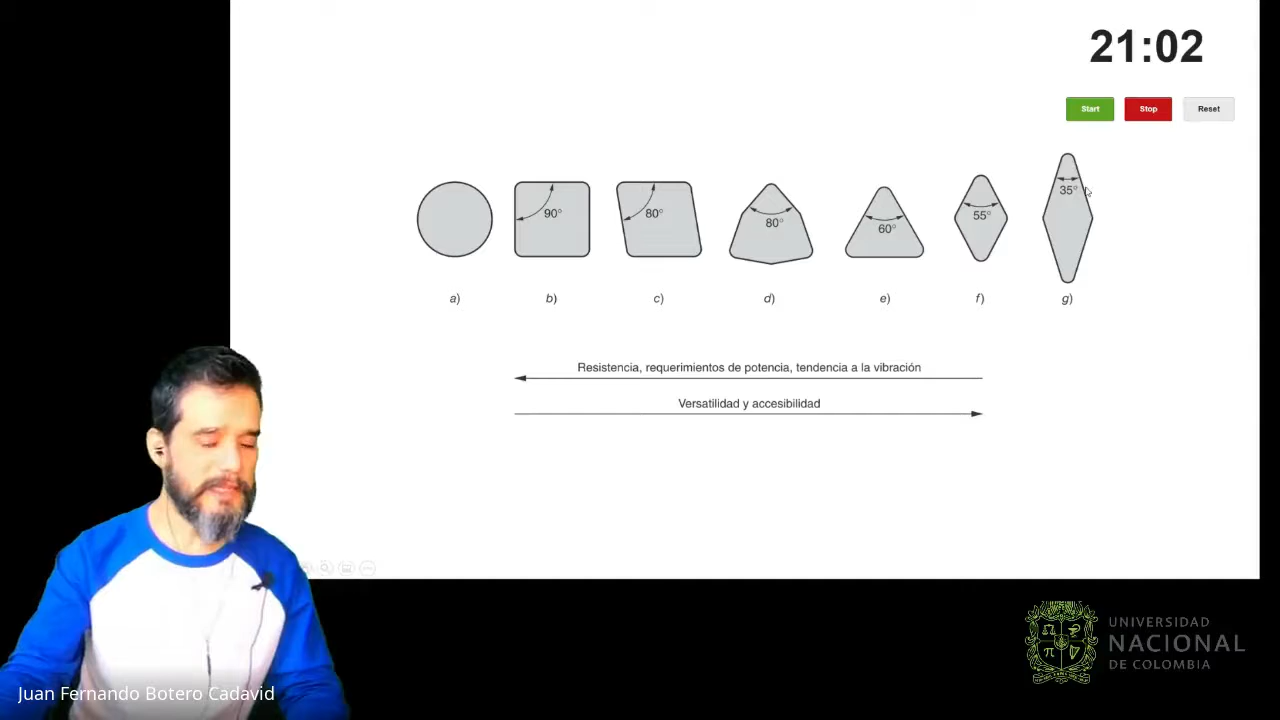 21:02
Start Stop Reset
90° 80° 80° 60° 55° 35°
a) b) c) d) e) f) g)
Resistencia, requerimientos de potencia, tendencia a la vibración
Versatilidad y accesibilidad
UNIVERSIDAD
NACIONAL
DE COLOMBIA
Juan Fernando Botero Cadavid